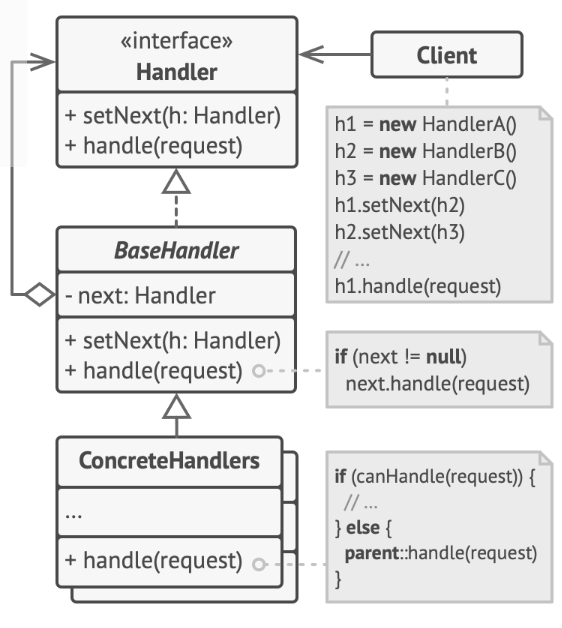 «interface»
Handler
+ setNext(h: Handler)
+ handle(request)
Client
h1 = new HandlerA()
h2 = new HandlerB()
h3 = new HandlerC()
h1.setNext(h2)
h2.setNext(h3)
// ...
h1.handle(request)
BaseHandler
- next: Handler
+ setNext(h: Handler)
+ handle(request)
if (next != null)
next.handle(request)
ConcreteHandlers
...
+ handle(request)
if (canHandle(request)) {
// ...
} else {
parent::handle(request)
}